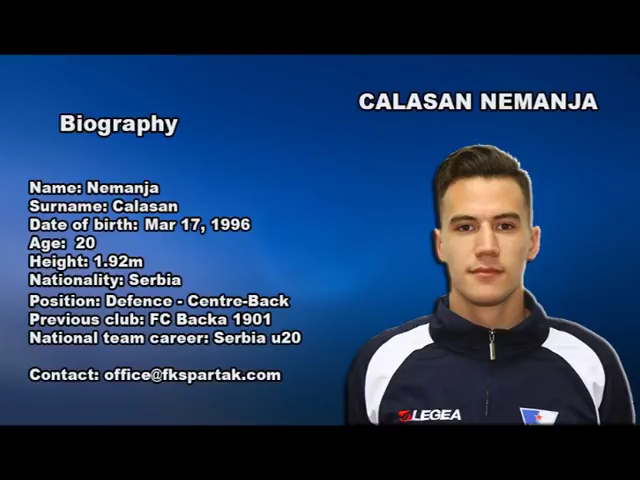 CALASAN NEMANJA
Biography
Name: Nemanja
Surname: Calasan
Date of birth: Mar 17, 1996
Age: 20
Height: 1.92m
Nationality: Serbia
Position: Defence - Centre-Back
Previous club: FC Backa 1901
National team career: Serbia u20
Contact: office@fkspartak.com
LEGEA